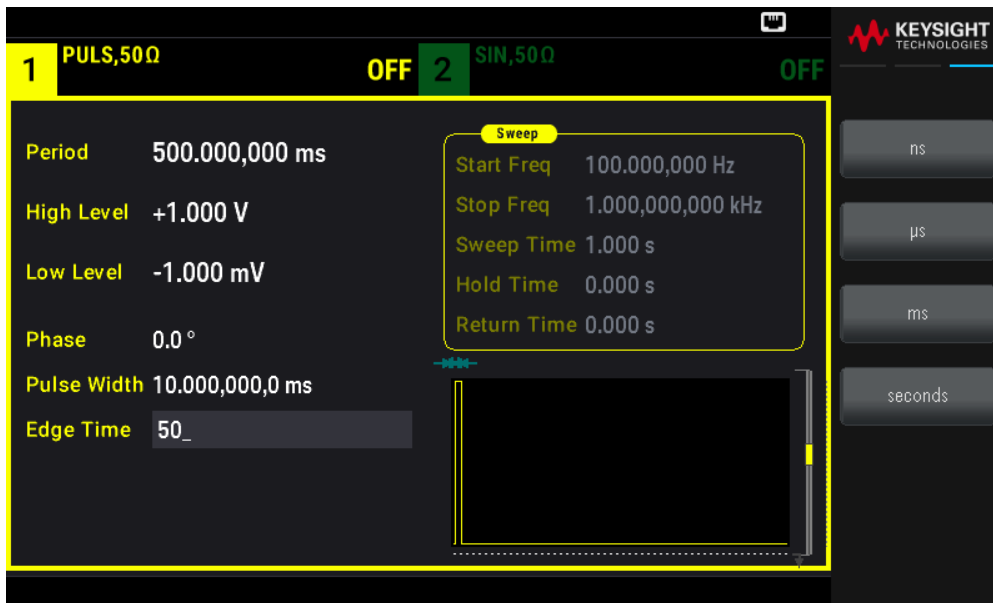 KEYSIGHT
TECHNOLOGIES
1 PULS,50Ω OFF 2 SIN,50Ω OFF
Period 500.000,000 ms
High Level +1.000 V
Low Level -1.000 mV
Phase 0.0 °
Pulse Width 10.000,000,0 ms
Edge Time 50_
Sweep
Start Freq 100.000,000 Hz
Stop Freq 1.000,000,000 kHz
Sweep Time 1.000 s
Hold Time 0.000 s
Return Time 0.000 s
ns
µs
ms
seconds